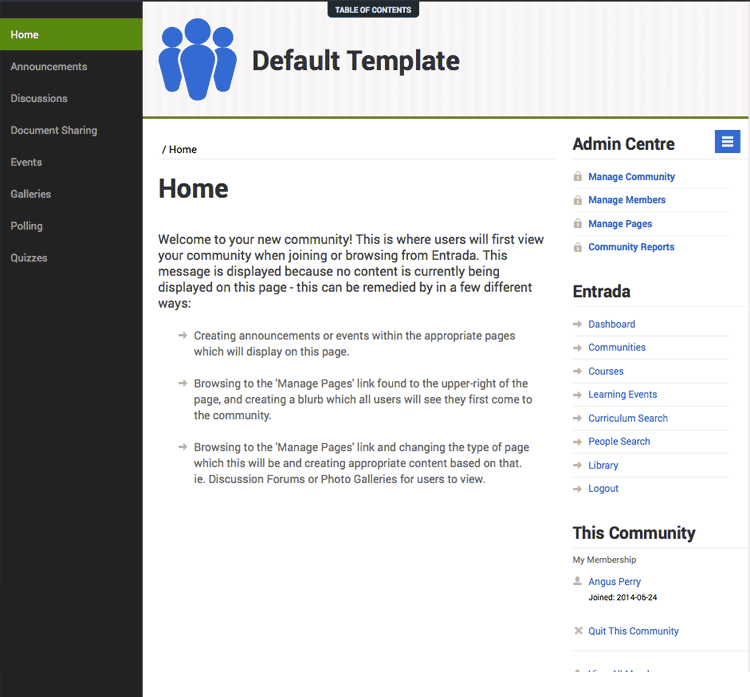 TABLE OF CONTENTS
Home
Announcements
Discussions
Document Sharing
Events
Galleries
Polling
Quizzes
Default Template
/ Home
Home
Welcome to your new community! This is where users will first view
your community when joining or browsing from Entrada. This
message is displayed because no content is currently being
displayed on this page - this can be remedied by in a few different
ways:
Creating announcements or events within the appropriate pages
which will display on this page.
Browsing to the 'Manage Pages' link found to the upper-right of the
page, and creating a blurb which all users will see they first come to
the community.
Browsing to the 'Manage Pages' link and changing the type of page
which this will be and creating appropriate content based on that.
ie. Discussion Forums or Photo Galleries for users to view.
Admin Centre
Manage Community
Manage Members
Manage Pages
Community Reports
Entrada
Dashboard
Communities
Courses
Learning Events
Curriculum Search
People Search
Library
Logout
This Community
My Membership
Angus Perry
Joined: 2014-06-24
Quit This Community